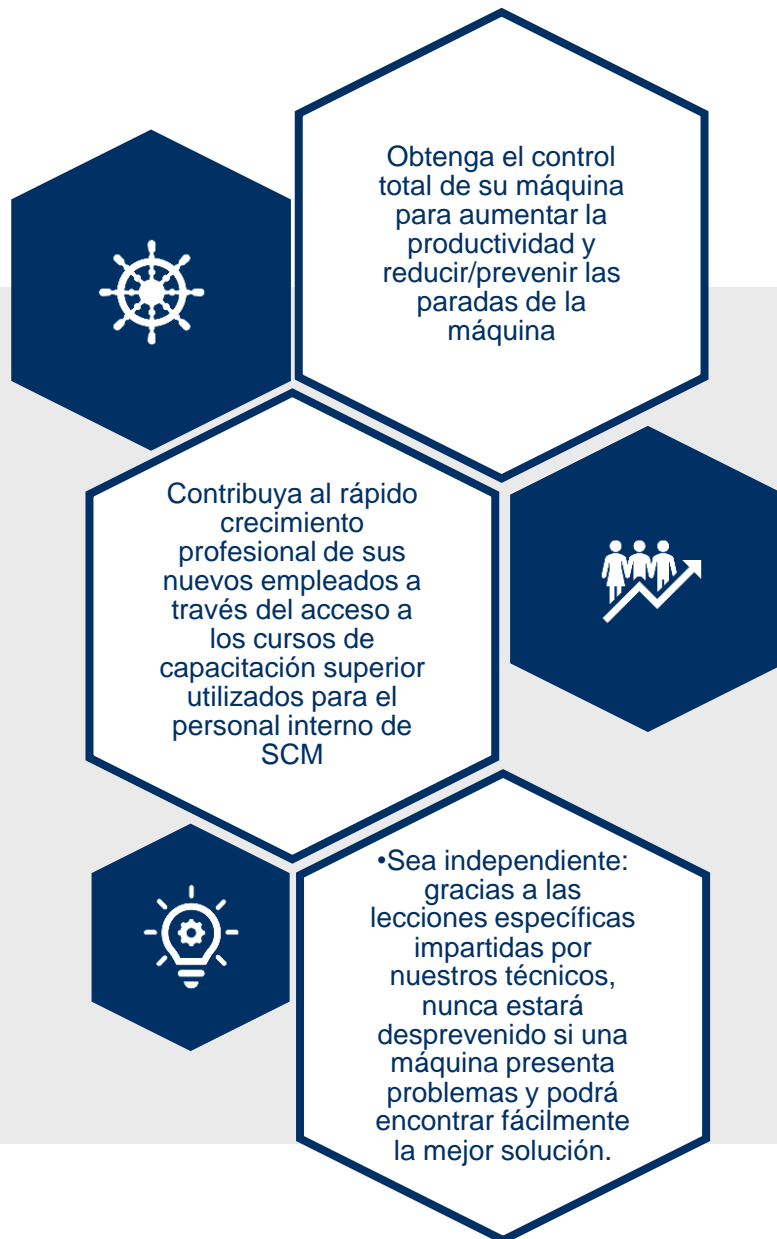 Obtenga el control
total de su máquina
para aumentar la
productividad y
reducir/prevenir las
paradas de la
máquina
Contribuya al rápido
crecimiento
profesional de sus
nuevos empleados a
través del acceso a
los cursos de
capacitación superior
utilizados para el
personal interno de
SCM
•Sea independiente:
gracias a las
lecciones específicas
impartidas por
nuestros técnicos,
nunca estará
desprevenido si una
máquina presenta
problemas y podrá
encontrar fácilmente
la mejor solución.